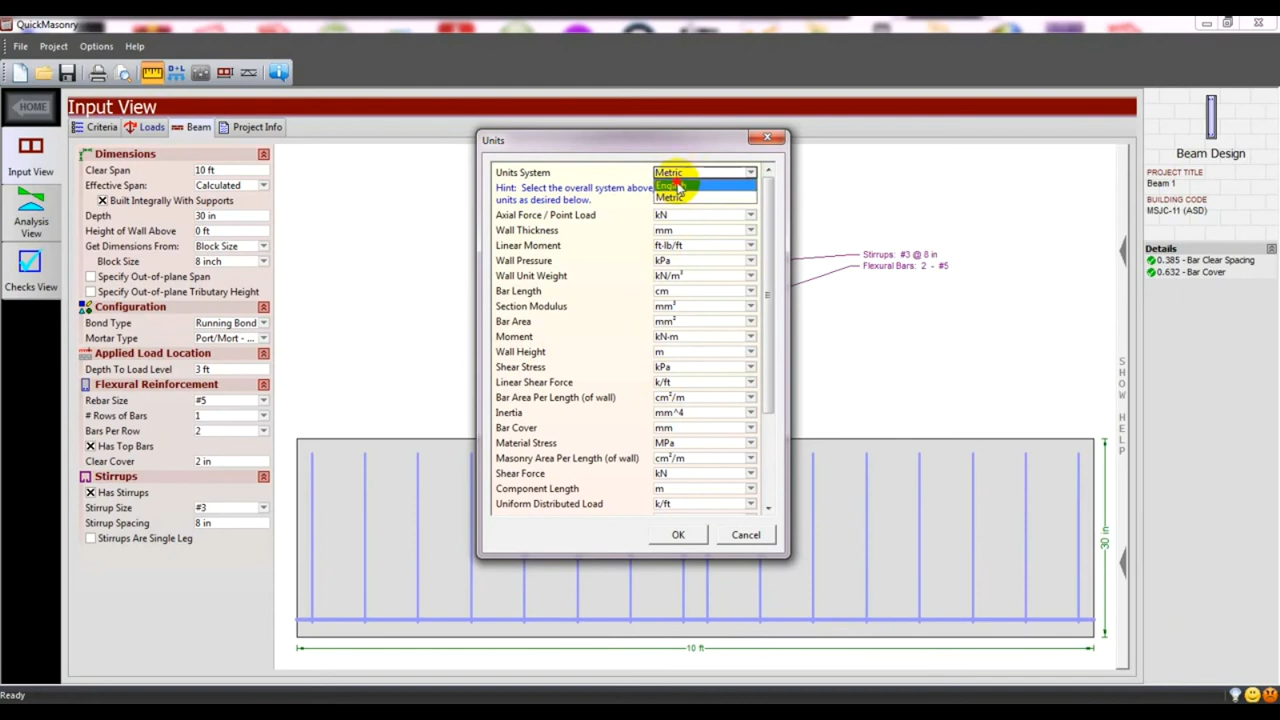 QuickMasonry
File Project Options Help
D+L
HOME
Input View
Analysis
View
Checks View
Input View
Criteria Loads Beam Project Info
Dimensions
Clear Span 10 ft
Effective Span: Calculated
Built Integrally With Supports
Depth 30 in
Height of Wall Above 0 ft
Get Dimensions From: Block Size
Block Size 8 inch
Specify Out-of-plane Span
Specify Out-of-plane Tributary Height
Configuration
Bond Type Running Bond
Mortar Type Port/Mort - ...
Applied Load Location
Depth To Load Level 3 ft
Flexural Reinforcement
Rebar Size #5
# Rows of Bars 1
Bars Per Row 2
Has Top Bars
Clear Cover 2 in
Stirrups
Has Stirrups
Stirrup Size #3
Stirrup Spacing 8 in
Stirrups Are Single Leg
Units
Units System Metric
English
Metric
Hint: Select the overall system above,
units as desired below.
Axial Force / Point Load kN
Wall Thickness mm
Linear Moment ft-lb/ft
Wall Pressure kPa
Wall Unit Weight kN/m³
Bar Length cm
Section Modulus mm³
Bar Area mm²
Moment kN-m
Wall Height m
Shear Stress kPa
Linear Shear Force k/ft
Bar Area Per Length (of wall) cm²/m
Inertia mm^4
Bar Cover mm
Material Stress MPa
Masonry Area Per Length (of wall) cm²/m
Shear Force kN
Component Length m
Uniform Distributed Load k/ft
OK Cancel
Stirrups: #3 @ 8 in
Flexural Bars: 2 - #5
30 in
10 ft
SHOW HELP
Beam Design
PROJECT TITLE
Beam 1
BUILDING CODE
MSJC-11 (ASD)
Details
0.385 - Bar Clear Spacing
0.632 - Bar Cover
Ready